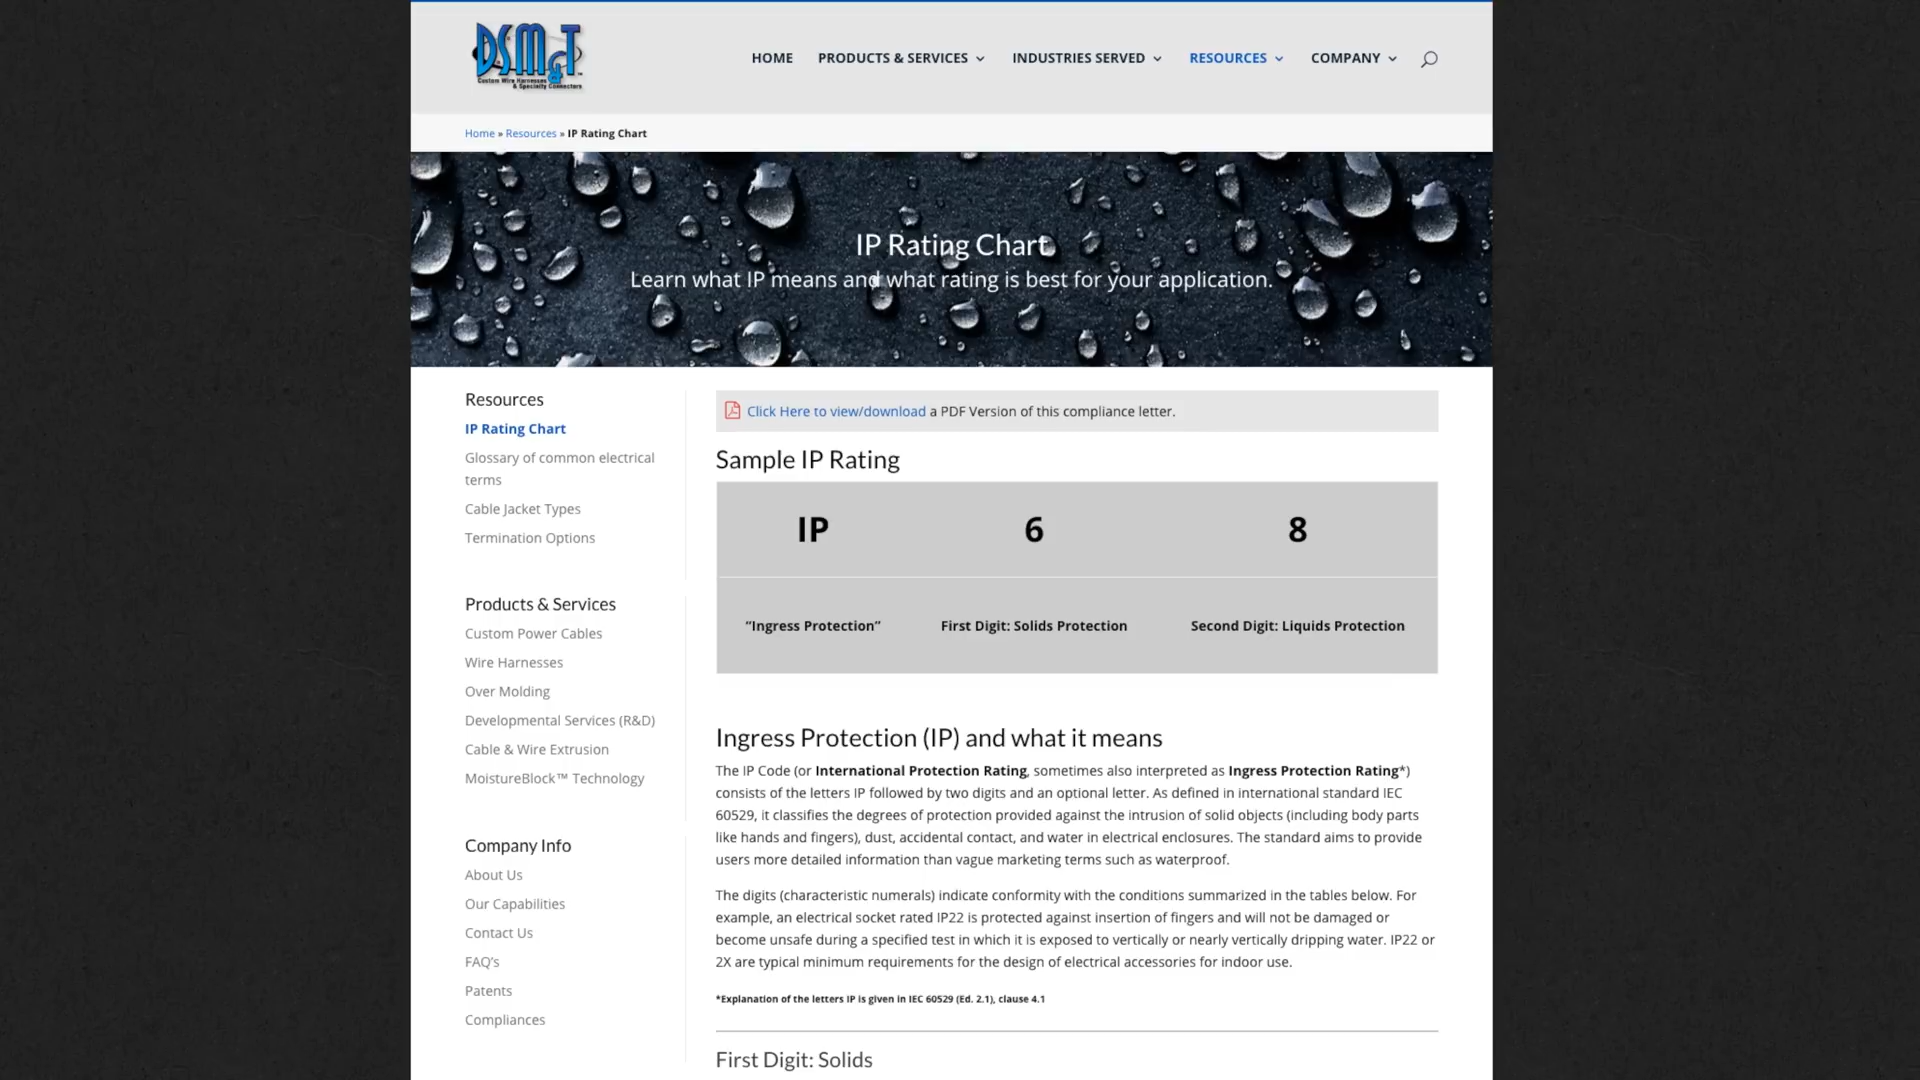 DSM&T
Custom Wire Harnesses
& Specialty Connectors
HOME PRODUCTS & SERVICES INDUSTRIES SERVED RESOURCES COMPANY
Home » Resources » IP Rating Chart
IP Rating Chart
Learn what IP means and what rating is best for your application.
Resources
IP Rating Chart
Glossary of common electrical
terms
Cable Jacket Types
Termination Options
Products & Services
Custom Power Cables
Wire Harnesses
Over Molding
Developmental Services (R&D)
Cable & Wire Extrusion
MoistureBlock™ Technology
Company Info
About Us
Our Capabilities
Contact Us
FAQ's
Patents
Compliances
Click Here to view/download a PDF Version of this compliance letter.
Sample IP Rating
IP 6 8
“Ingress Protection” First Digit: Solids Protection Second Digit: Liquids Protection
Ingress Protection (IP) and what it means
The IP Code (or International Protection Rating, sometimes also interpreted as Ingress Protection Rating*)
consists of the letters IP followed by two digits and an optional letter. As defined in international standard IEC
60529, it classifies the degrees of protection provided against the intrusion of solid objects (including body parts
like hands and fingers), dust, accidental contact, and water in electrical enclosures. The standard aims to provide
users more detailed information than vague marketing terms such as waterproof.
The digits (characteristic numerals) indicate conformity with the conditions summarized in the tables below. For
example, an electrical socket rated IP22 is protected against insertion of fingers and will not be damaged or
become unsafe during a specified test in which it is exposed to vertically or nearly vertically dripping water. IP22 or
2X are typical minimum requirements for the design of electrical accessories for indoor use.
*Explanation of the letters IP is given in IEC 60529 (Ed. 2.1), clause 4.1
First Digit: Solids